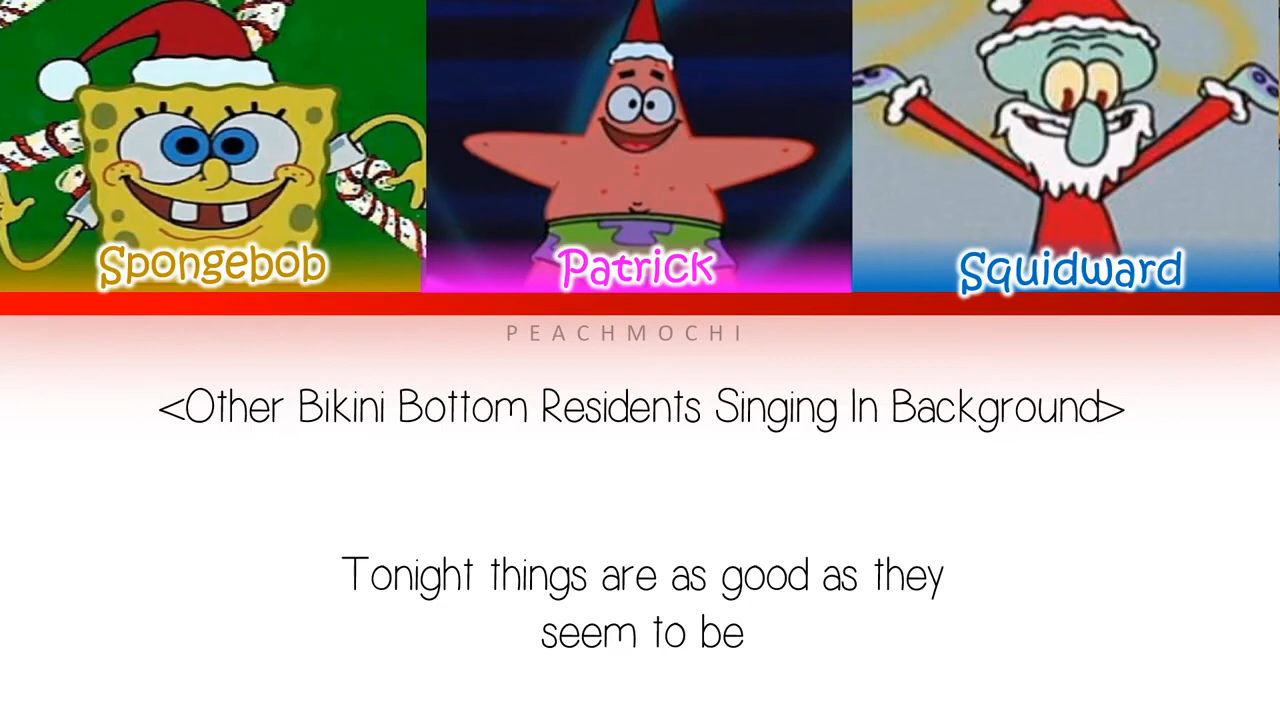 Spongebob
Patrick
Squidward
PEACHMOCHI
<Other Bikini Bottom Residents Singing In Background>
Tonight things are as good as they
seem to be